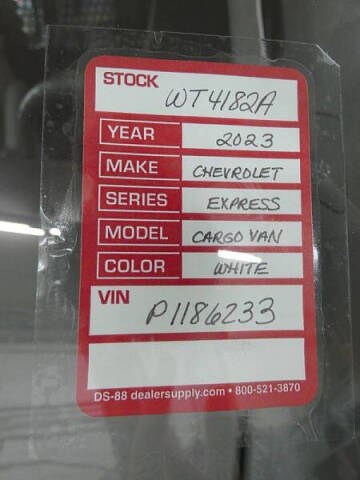 STOCK
WT4182A
YEAR 2023
MAKE CHEVROLET
SERIES EXPRESS
MODEL CARGO VAN
COLOR WHITE
VIN
P1186233
DS-88 dealersupply.com • 800-521-3870